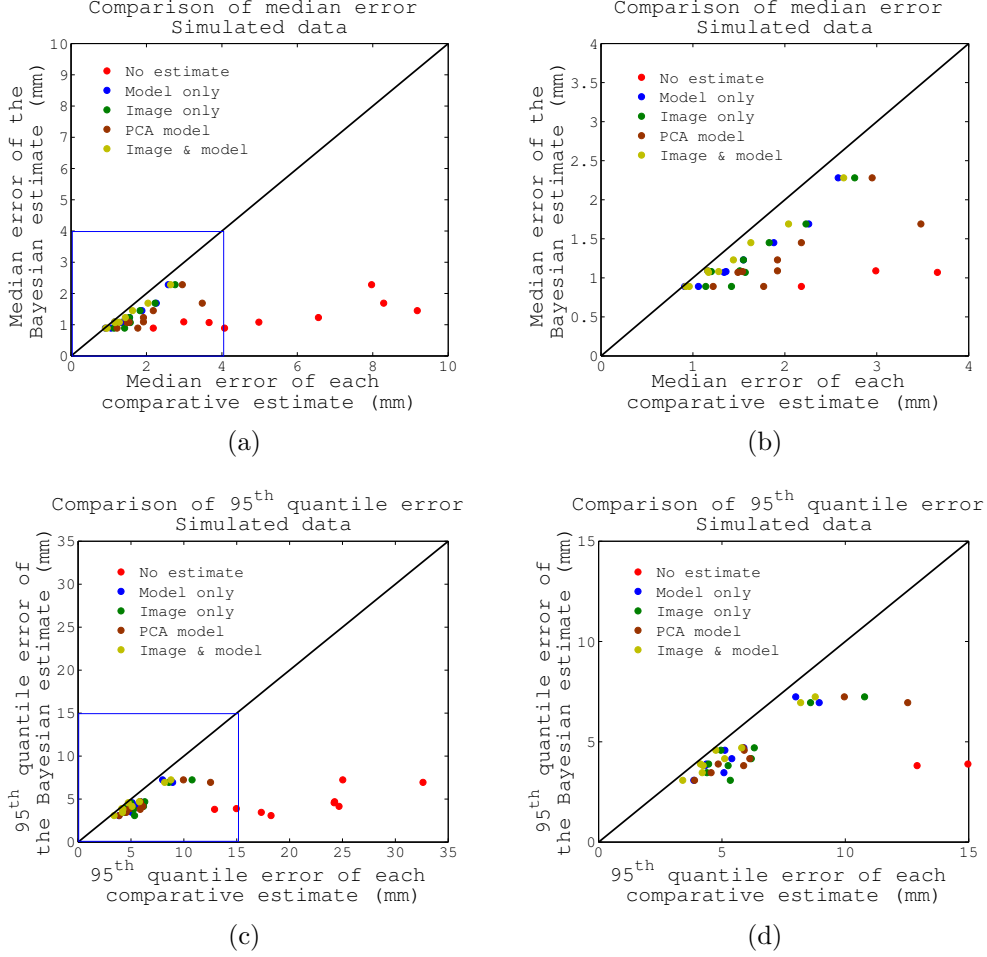 Comparison of median error
Simulated data
10
9
8
7
6
5
4
3
2
1
0
0
2
4
6
8
10
No estimate
Model only
Image only
PCA model
Image & model
Median error of the
Bayesian estimate (mm)
Median error of each
comparative estimate (mm)
(a)
Comparison of median error
Simulated data
4
3.5
3
2.5
2
1.5
1
0.5
0
0
1
2
3
4
No estimate
Model only
Image only
PCA model
Image & model
Median error of the
Bayesian estimate (mm)
Median error of each
comparative estimate (mm)
(b)
Comparison of 95th quantile error
Simulated data
35
30
25
20
15
10
5
0
0
5
10
15
20
25
30
35
No estimate
Model only
Image only
PCA model
Image & model
95th quantile error of
the Bayesian estimate (mm)
95th quantile error of each
comparative estimate (mm)
(c)
Comparison of 95th quantile error
Simulated data
15
10
5
0
0
5
10
15
No estimate
Model only
Image only
PCA model
Image & model
95th quantile error of
the Bayesian estimate (mm)
95th quantile error of each
comparative estimate (mm)
(d)